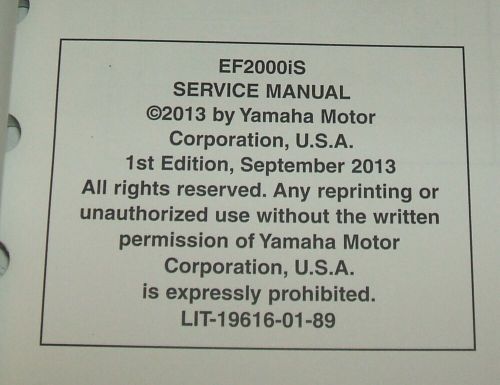 EF2000iS
SERVICE MANUAL
©2013 by Yamaha Motor
Corporation, U.S.A.
1st Edition, September 2013
All rights reserved. Any reprinting or
unauthorized use without the written
permission of Yamaha Motor
Corporation, U.S.A.
is expressly prohibited.
LIT-19616-01-89